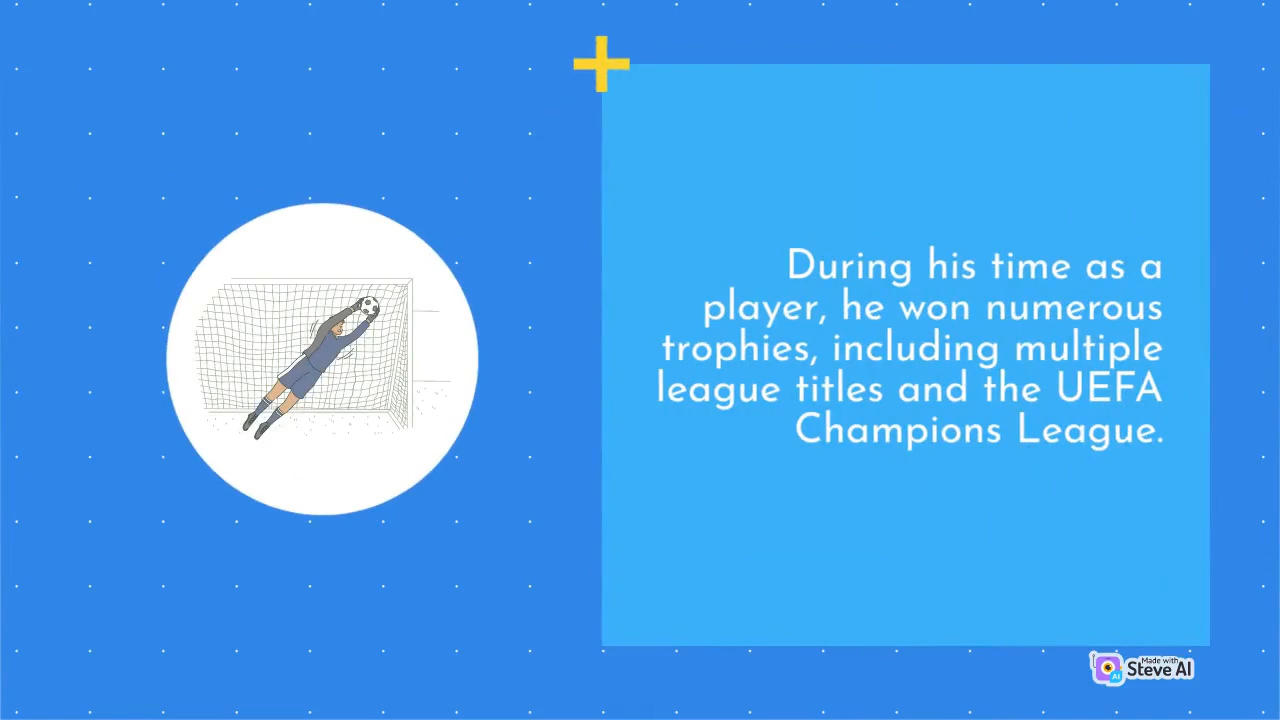 During his time as a
player, he won numerous
trophies, including multiple
league titles and the UEFA
Champions League.
Made with
Steve AI
AI